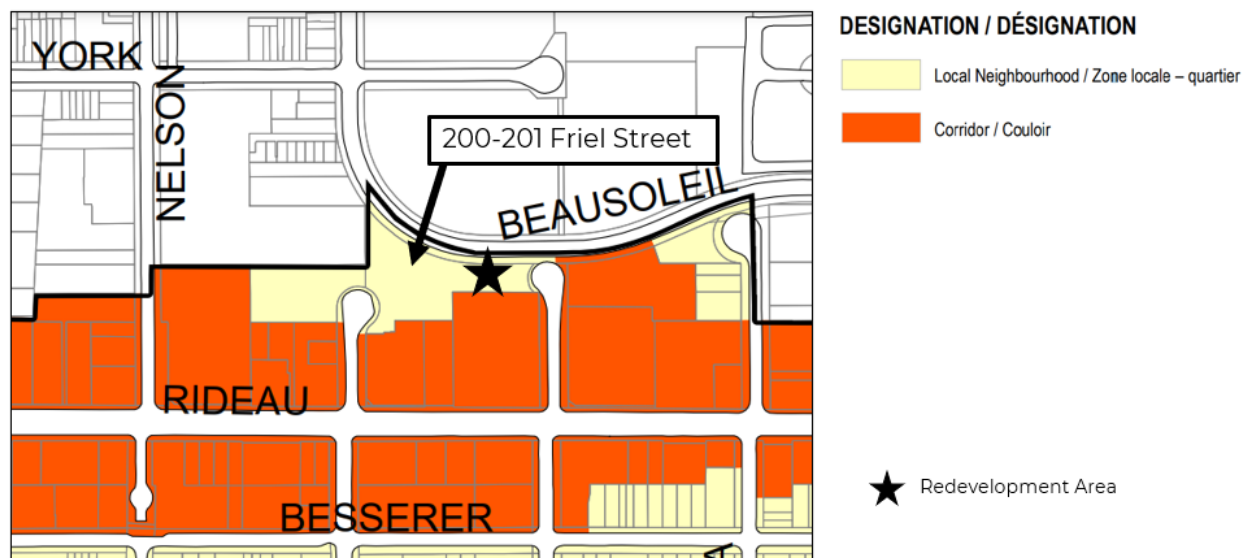 DESIGNATION / DÉSIGNATION
Local Neighbourhood / Zone locale – quartier
Corridor / Couloir
YORK
NELSON
200-201 Friel Street
BEAUSOLEIL
RIDEAU
BESSERER
Redevelopment Area